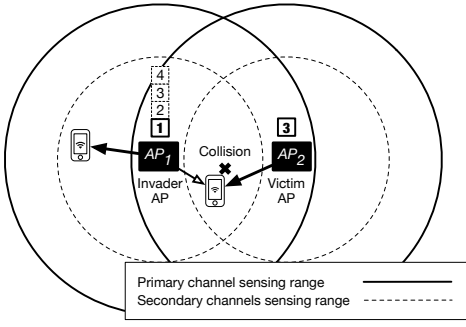 4
3
2
1
3
AP1
Collision
AP2
Invader
AP
Victim
AP
Primary channel sensing range
Secondary channels sensing range